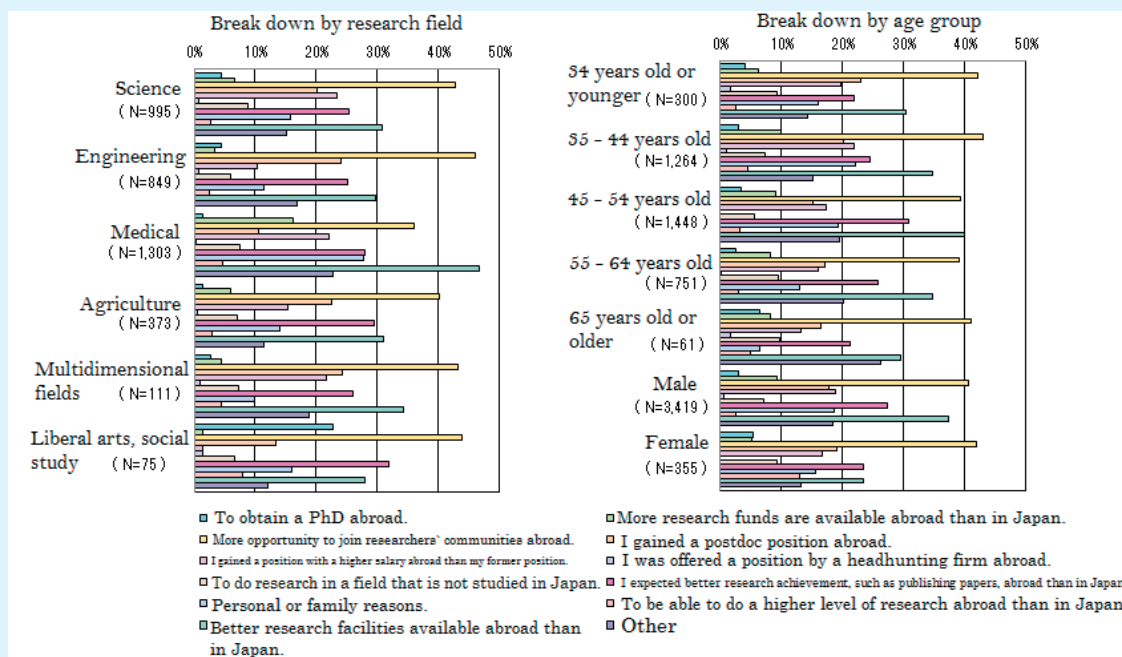 Break down by research field
0% 10% 20% 30% 40% 50%
Science
(N=995)
Engineering
(N=849)
Medical
(N=1,303)
Agriculture
(N=373)
Multidimensional
fields (N=111)
Liberal arts, social
study (N=75)
Break down by age group
0% 10% 20% 30% 40% 50%
34 years old or
younger (N=300)
35 - 44 years old
(N=1,264)
45 - 54 years old
(N=1,448)
55 - 64 years old
(N=751)
65 years old or
older (N=61)
Male
(N=3,419)
Female
(N=355)
To obtain a PhD abroad.
More research funds are available abroad than in Japan.
More opportunity to join researchers` communities abroad.
I gained a postdoc position abroad.
I gained a position with a higher salary abroad than my former position.
I was offered a position by a headhunting firm abroad.
To do research in a field that is not studied in Japan.
I expected better research achievement, such as publishing papers, abroad than in Japan
Personal or family reasons.
To be able to do a higher level of research abroad than in Japan
Better research facilities available abroad than
in Japan.
Other